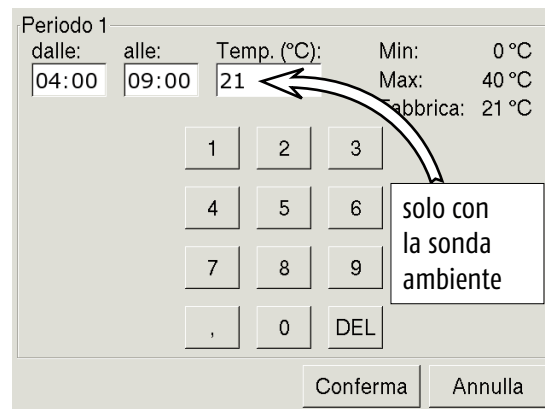 Periodo 1
dalle: alle: Temp. (°C): Min: 0 °C
04:00 09:00 21 Max: 40 °C
Fabbrica: 21 °C
1 2 3
4 5 6
7 8 9
, 0 DEL
solo con
la sonda
ambiente
Conferma Annulla